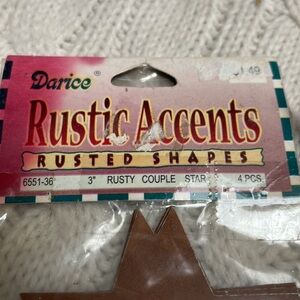 Darice®
Rustic Accents
RUSTED SHAPES
6551-36 3" RUSTY COUPLE STAR 4 PCS